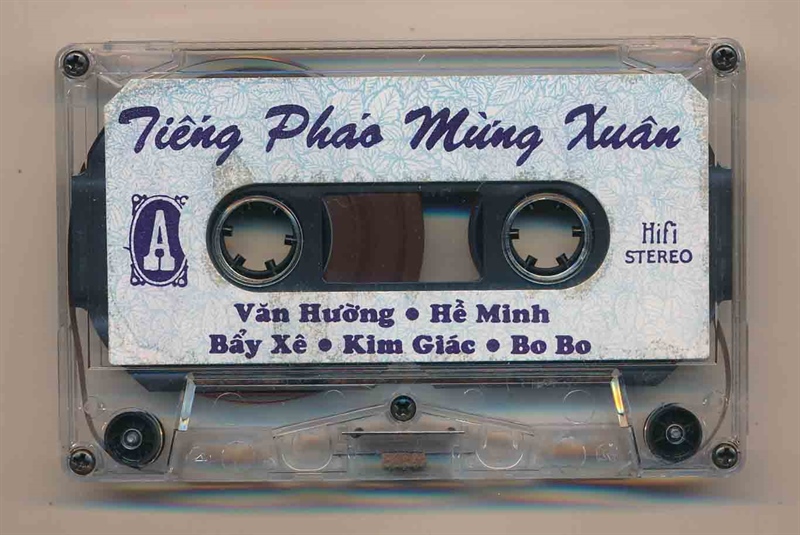 Tiếng Pháo Mừng Xuân
A
Hifi
STEREO
Văn Hường • Hề Minh
Bẩy Xê • Kim Giác • Bo Bo